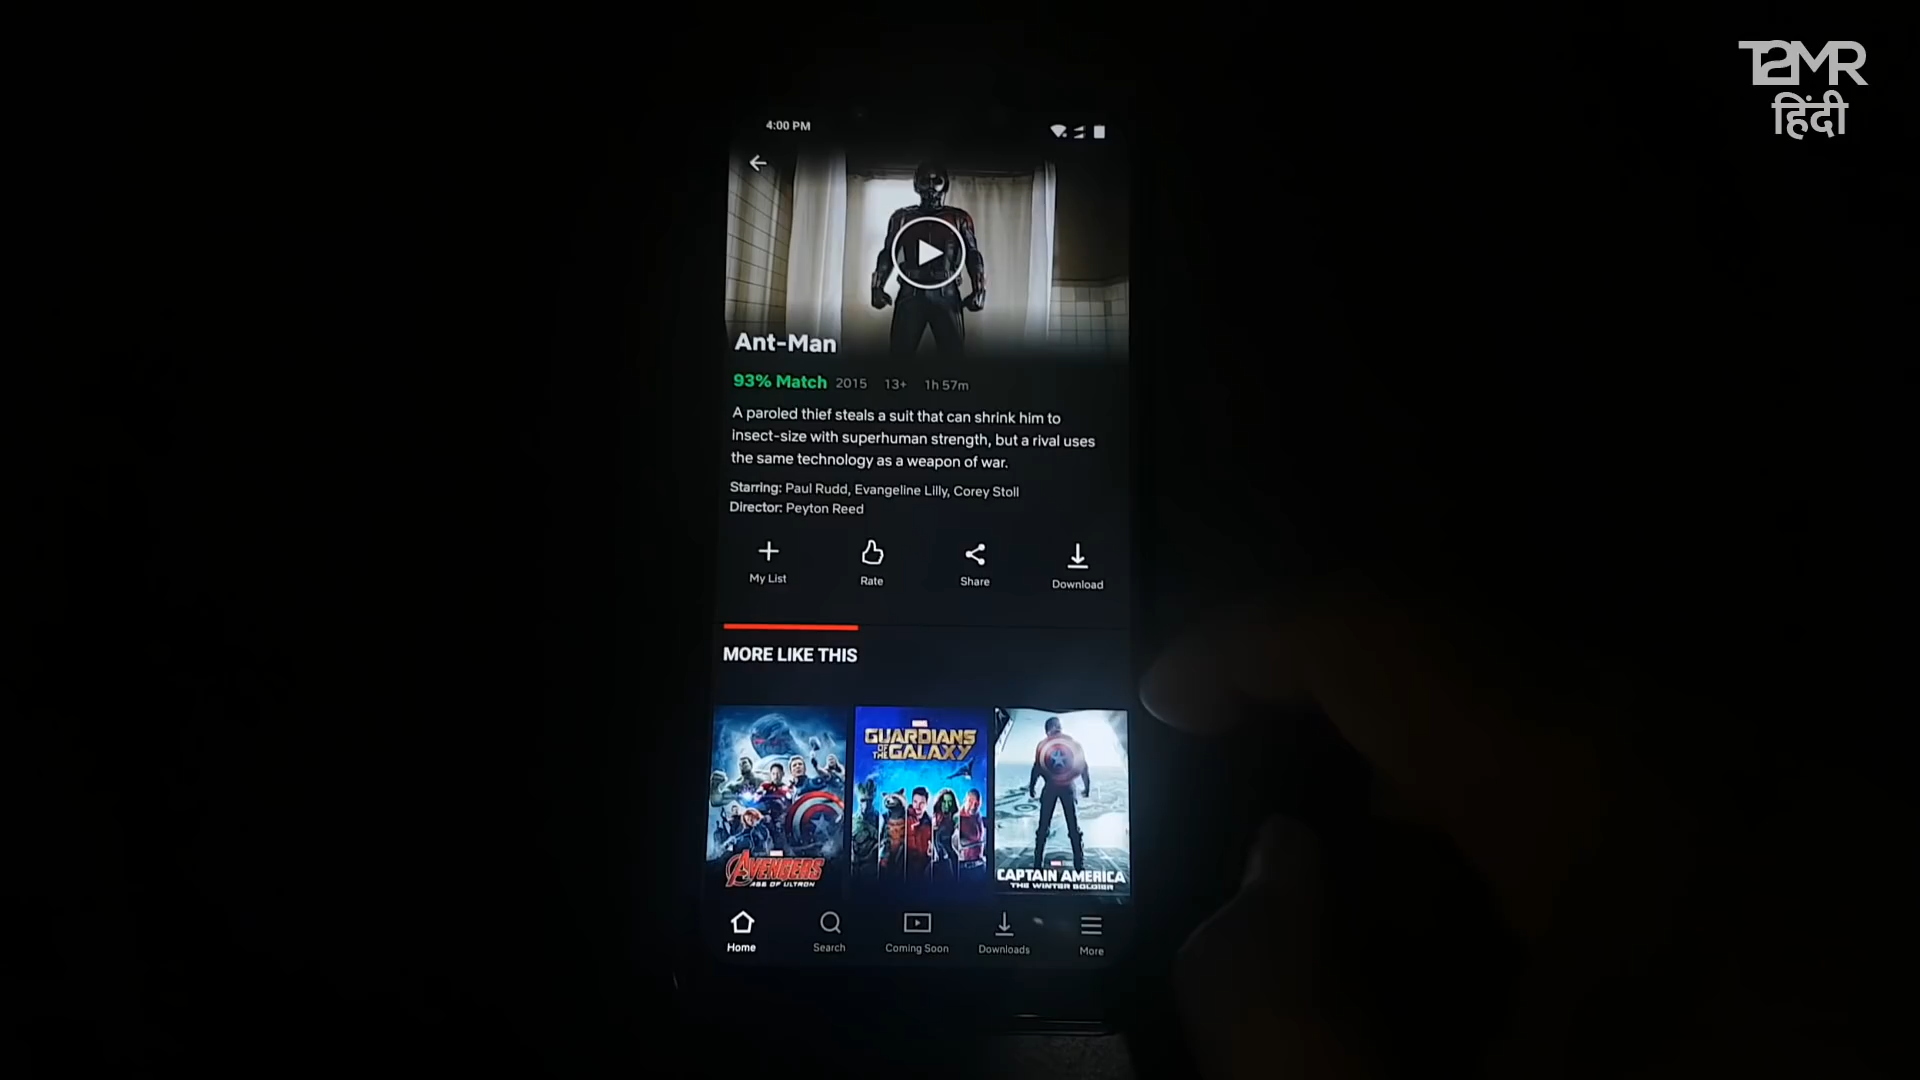 T2MR
हिंदी
4:00 PM
Ant-Man
93% Match 2015 13+ 1h 57m
A paroled thief steals a suit that can shrink him to
insect-size with superhuman strength, but a rival uses
the same technology as a weapon of war.
Starring: Paul Rudd, Evangeline Lilly, Corey Stoll
Director: Peyton Reed
My List Rate Share Download
MORE LIKE THIS
MARVEL
GUARDIANS
OF THE GALAXY
AVENGERS
AGE OF ULTRON
CAPTAIN AMERICA
THE WINTER SOLDIER
Home Search Coming Soon Downloads More